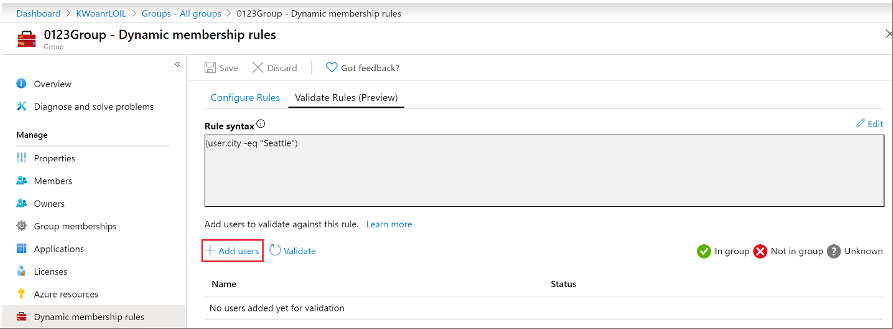 Dashboard > KWoanrLOIL > Groups - All groups > 0123Group - Dynamic membership rules
0123Group - Dynamic membership rules
Group
«
Save Discard Got feedback?
Overview
Diagnose and solve problems
Manage
Properties
Members
Owners
Group memberships
Applications
Licenses
Azure resources
Dynamic membership rules
Configure Rules Validate Rules (Preview)
Rule syntax
Edit
(user.city -eq "Seattle")
Add users to validate against this rule. Learn more
+ Add users Validate In group Not in group ? Unknown
Name Status
No users added yet for validation